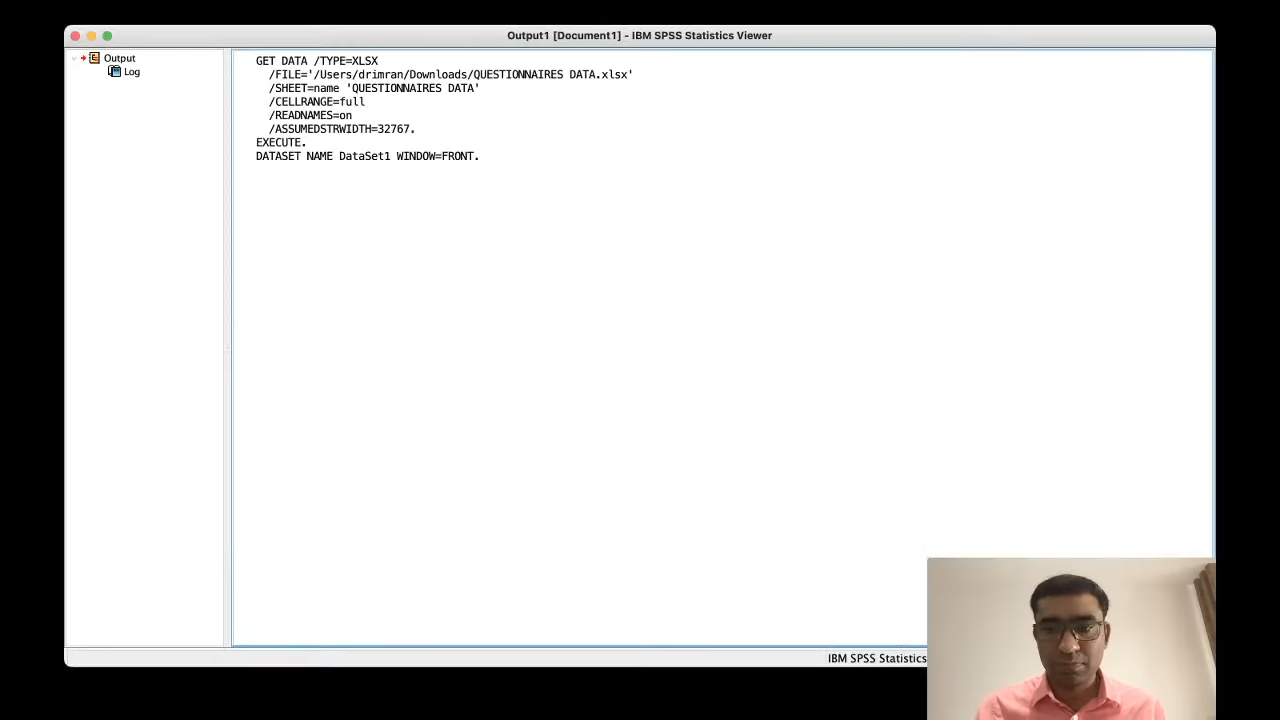 Output1 [Document1] - IBM SPSS Statistics Viewer
Output
Log
GET DATA /TYPE=XLSX
/FILE='/Users/drimran/Downloads/QUESTIONNAIRES DATA.xlsx'
/SHEET=name 'QUESTIONNAIRES DATA'
/CELLRANGE=full
/READNAMES=on
/ASSUMEDSTRWIDTH=32767.
EXECUTE.
DATASET NAME DataSet1 WINDOW=FRONT.
IBM SPSS Statistics